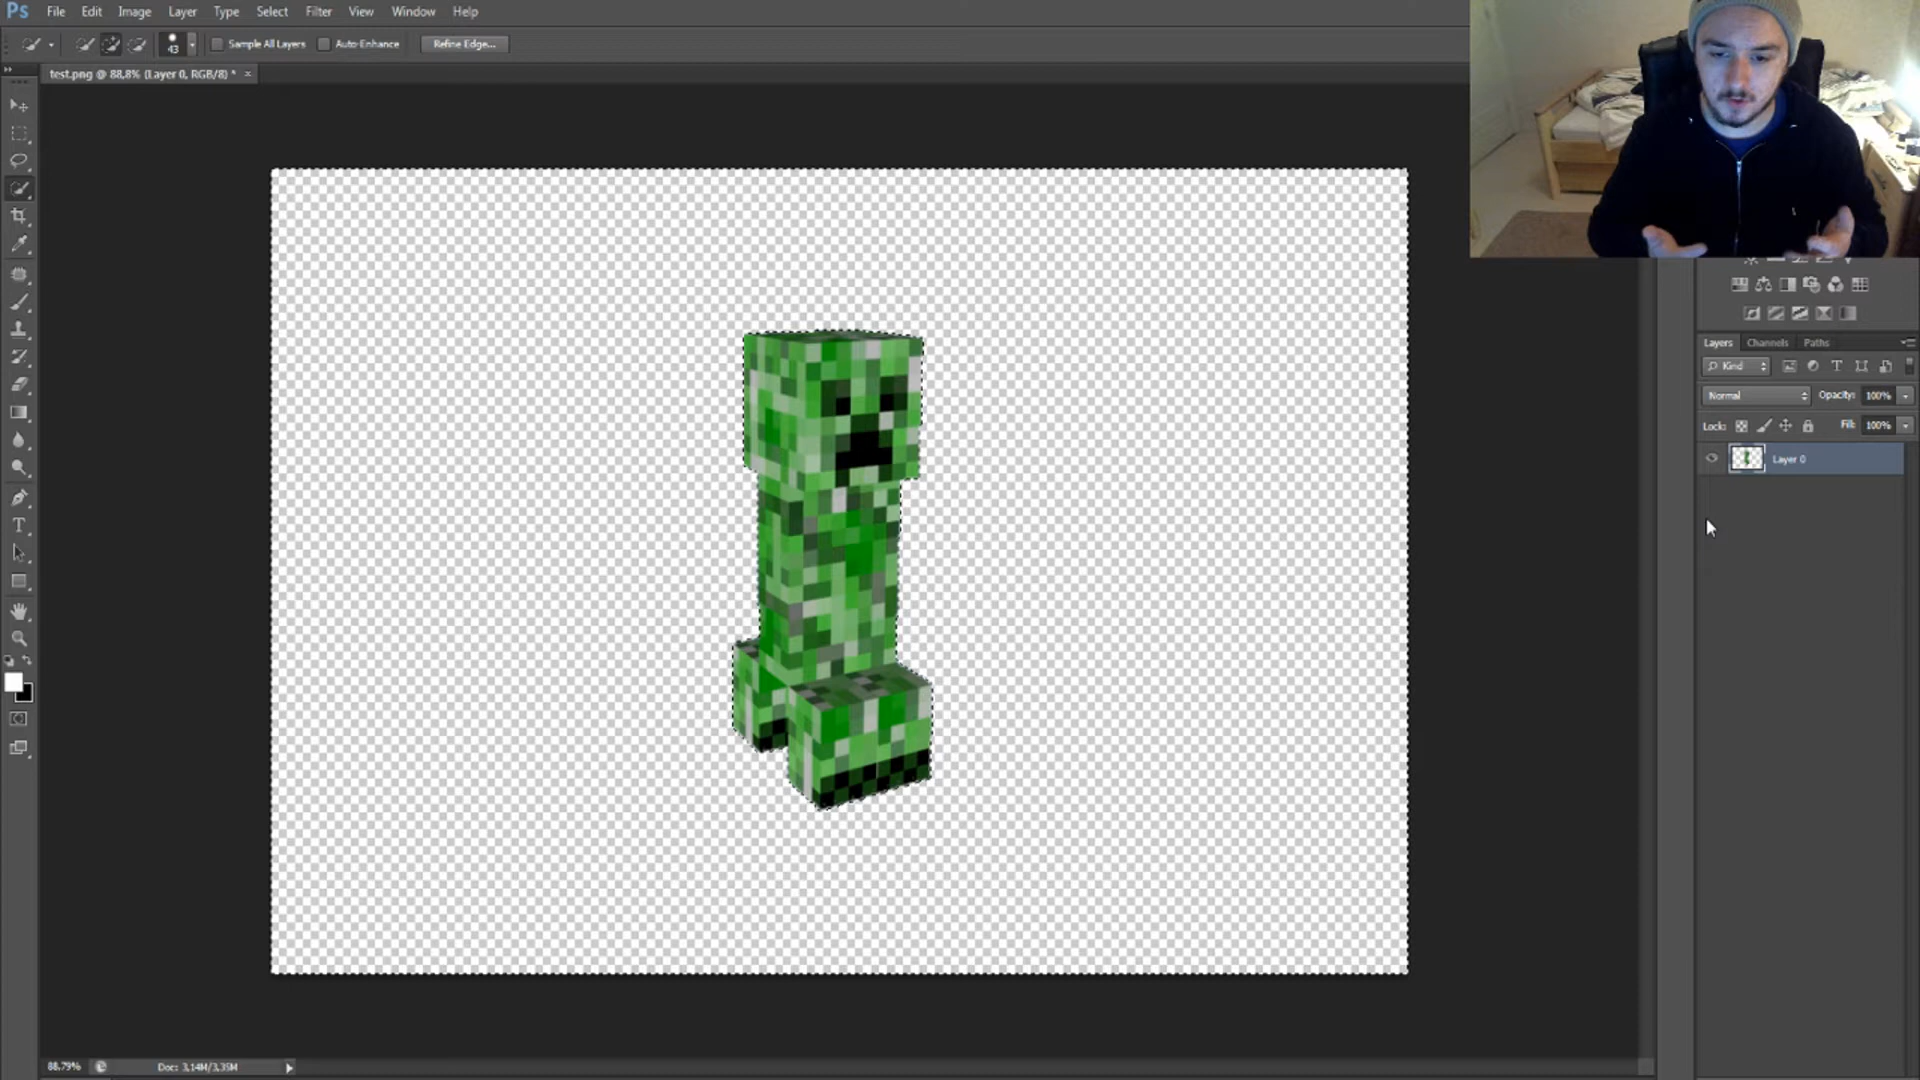 Ps File Edit Image Layer Type Select Filter View Window Help
43 Sample All Layers Auto-Enhance Refine Edge...
test.png @ 88,8% (Layer 0, RGB/8) * ×
Layers Channels Paths
Kind
Normal Opacity: 100%
Lock: Fill: 100%
Layer 0
T
88.79% Doc: 3,14M/3,35M